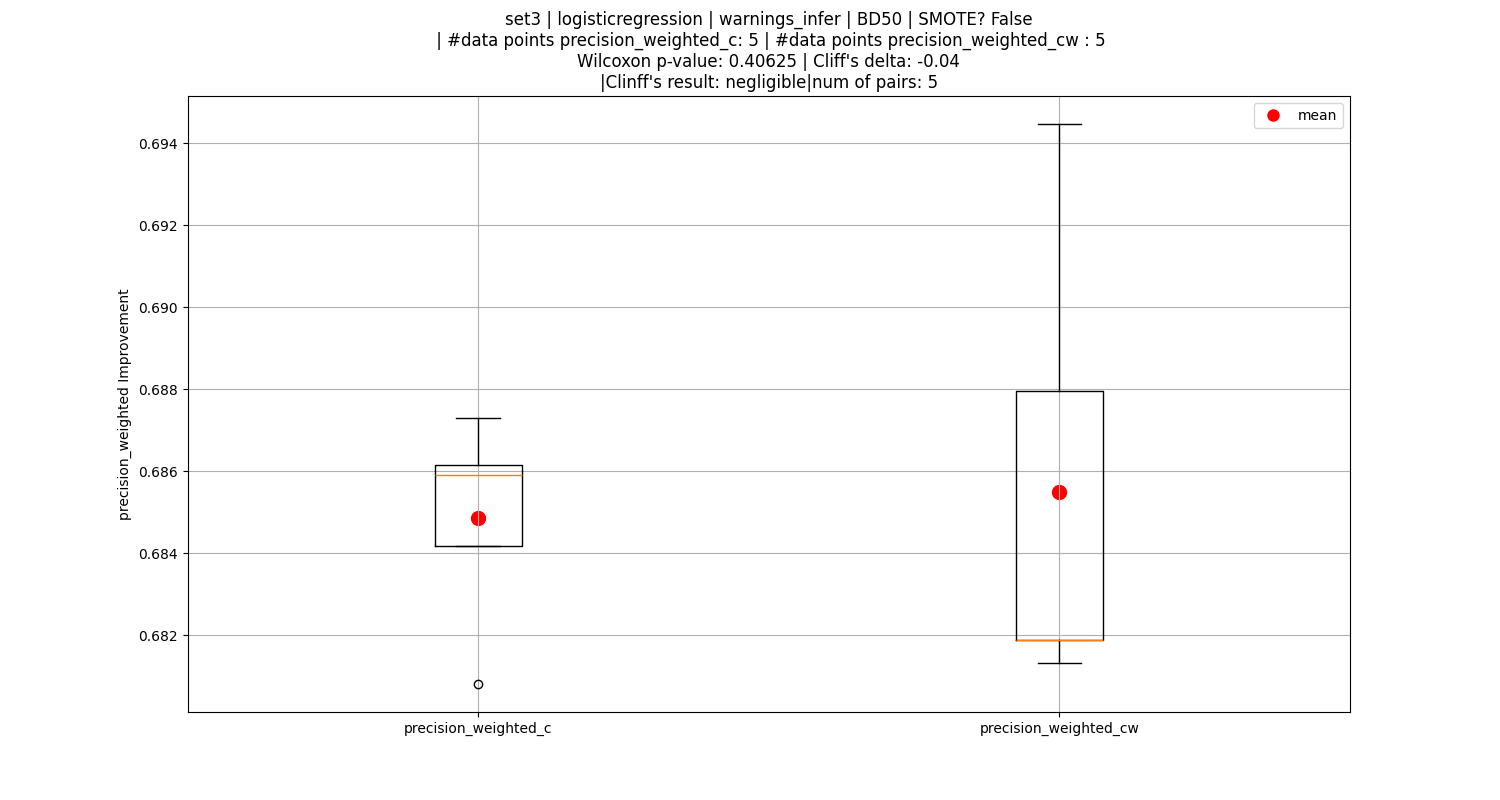 set3 | logisticregression | warnings_infer | BD50 | SMOTE? False
| #data points precision_weighted_c: 5 | #data points precision_weighted_cw : 5
Wilcoxon p-value: 0.40625 | Cliff's delta: -0.04
|Clinff's result: negligible|num of pairs: 5
mean
0.694
0.692
0.690
0.688
0.686
0.684
0.682
precision_weighted Improvement
precision_weighted_c
precision_weighted_cw